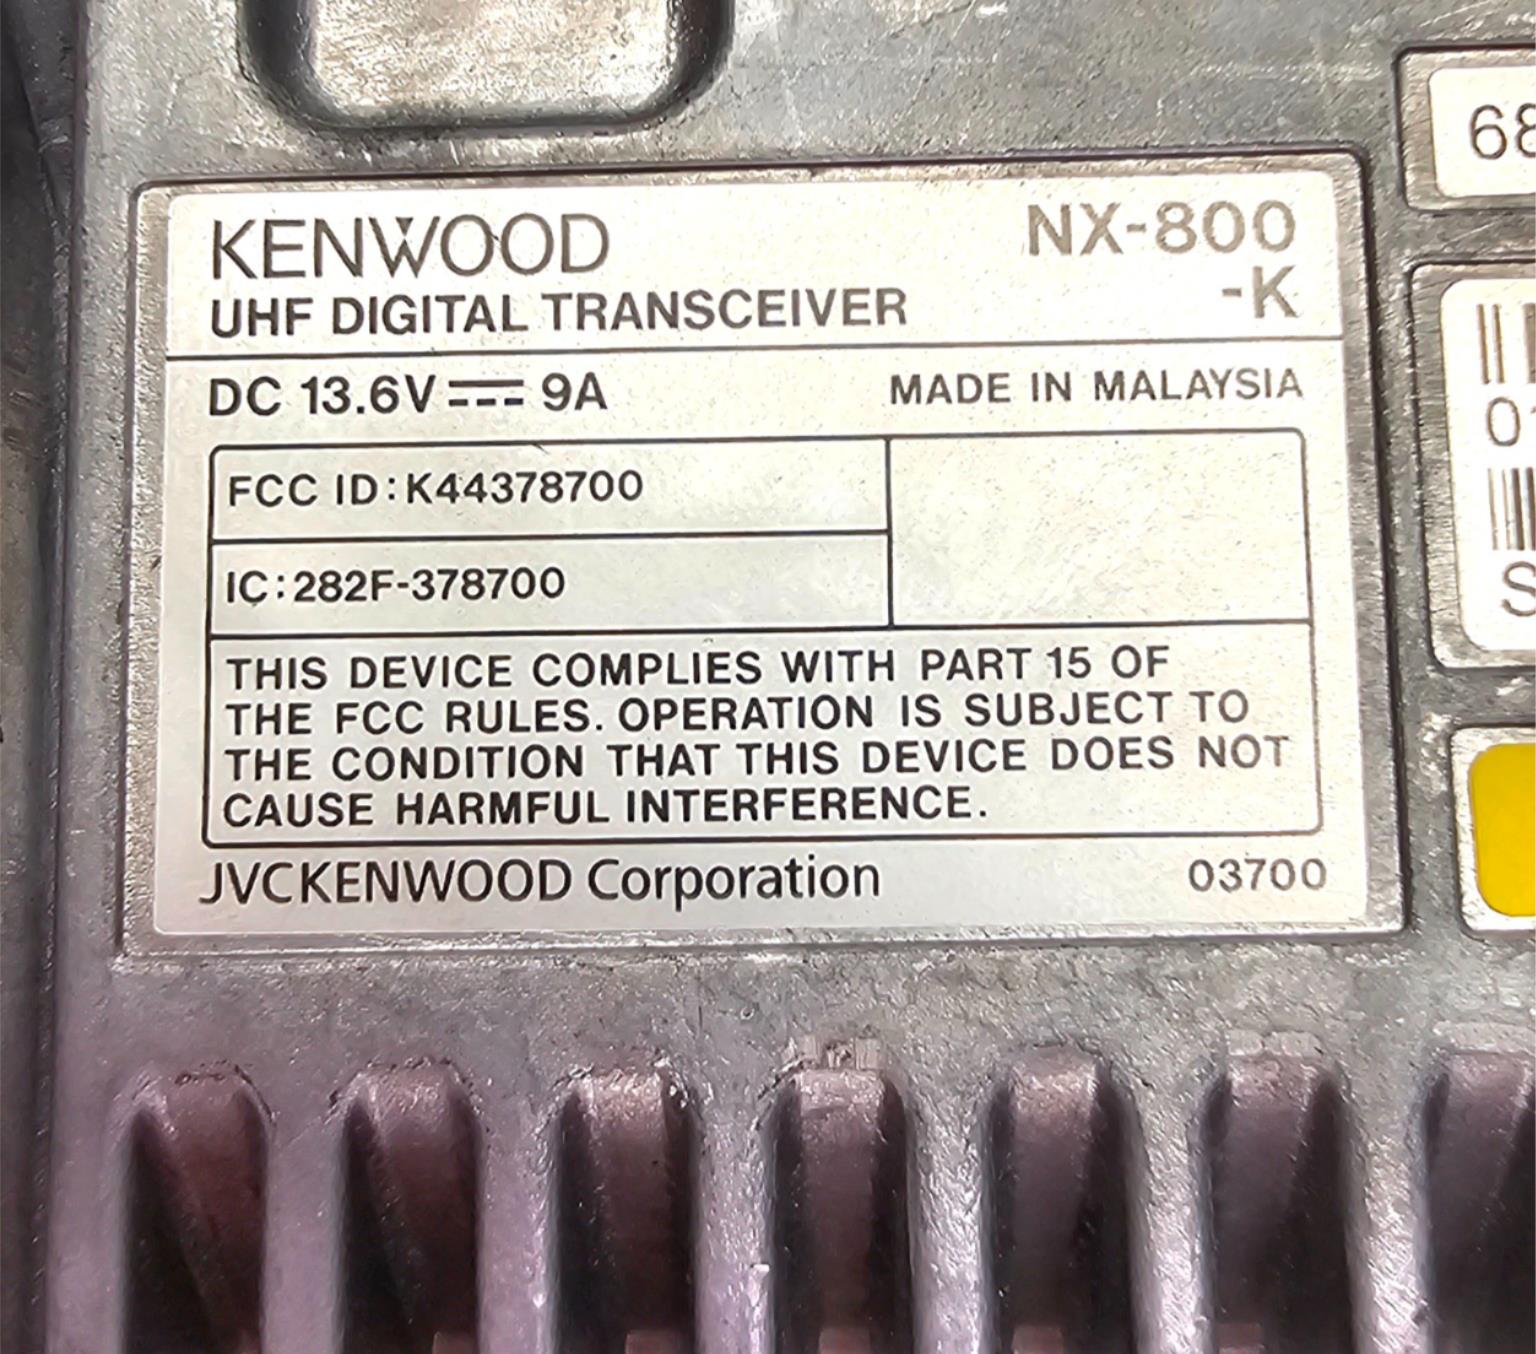 KENWOOD
NX-800
-K
UHF DIGITAL TRANSCEIVER
DC 13.6V 9A
MADE IN MALAYSIA
FCC ID:K44378700
IC:282F-378700
THIS DEVICE COMPLIES WITH PART 15 OF
THE FCC RULES. OPERATION IS SUBJECT TO
THE CONDITION THAT THIS DEVICE DOES NOT
CAUSE HARMFUL INTERFERENCE.
JVCKENWOOD Corporation
03700